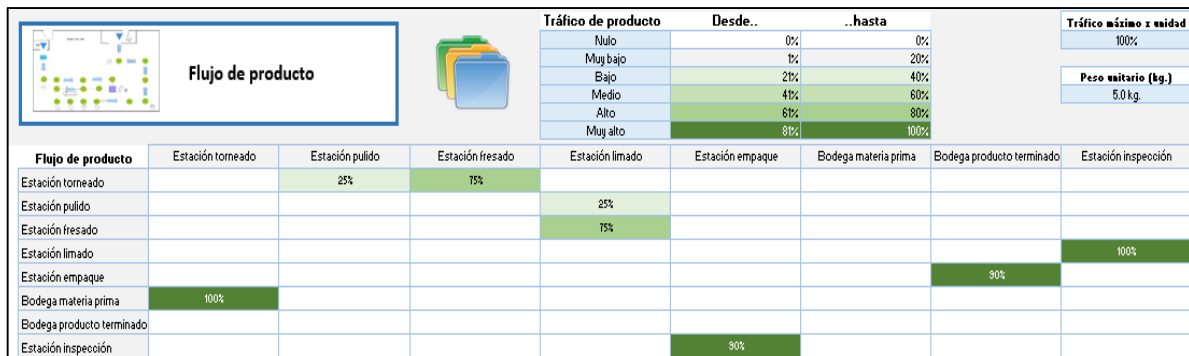 Tráfico de producto Desde.. ..hasta Tráfico máximo x unidad
Nulo 0% 0% 100%
Muy bajo 1% 20%
Flujo de producto Bajo 21% 40% Peso unitario (kg.)
Medio 41% 60% 5.0 kg.
Alto 61% 80%
Muy alto 81% 100%
Flujo de producto Estación torneado Estación pulido Estación fresado Estación limado Estación empaque Bodega materia prima Bodega producto terminado Estación inspección
Estación torneado 25% 75%
Estación pulido 25%
Estación fresado 75%
Estación limado 100%
Estación empaque 90%
Bodega materia prima 100%
Bodega producto terminado
Estación inspección 90%